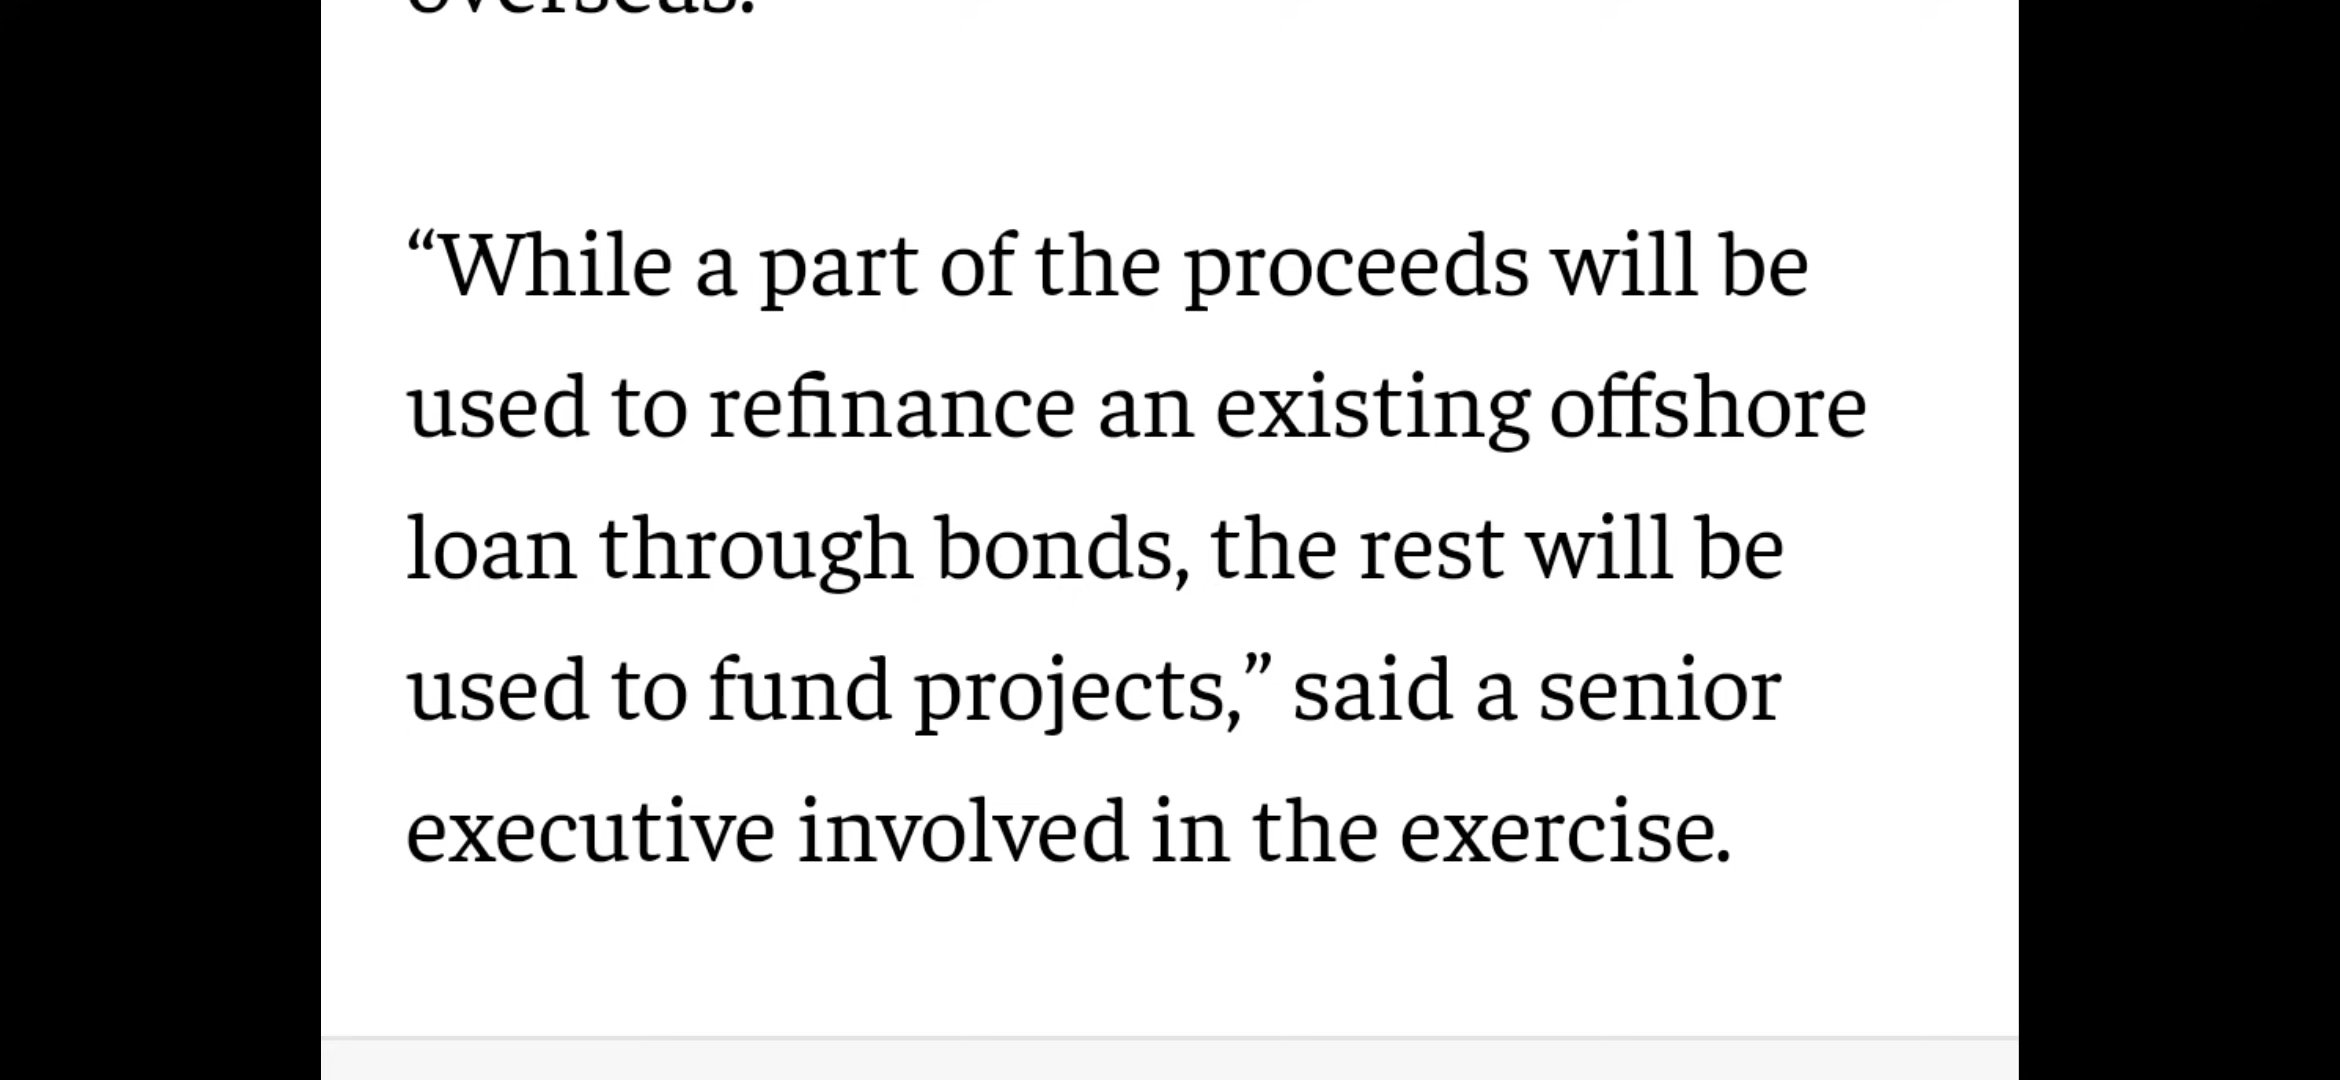 overseas.
“While a part of the proceeds will be
used to refinance an existing offshore
loan through bonds, the rest will be
used to fund projects,” said a senior
executive involved in the exercise.